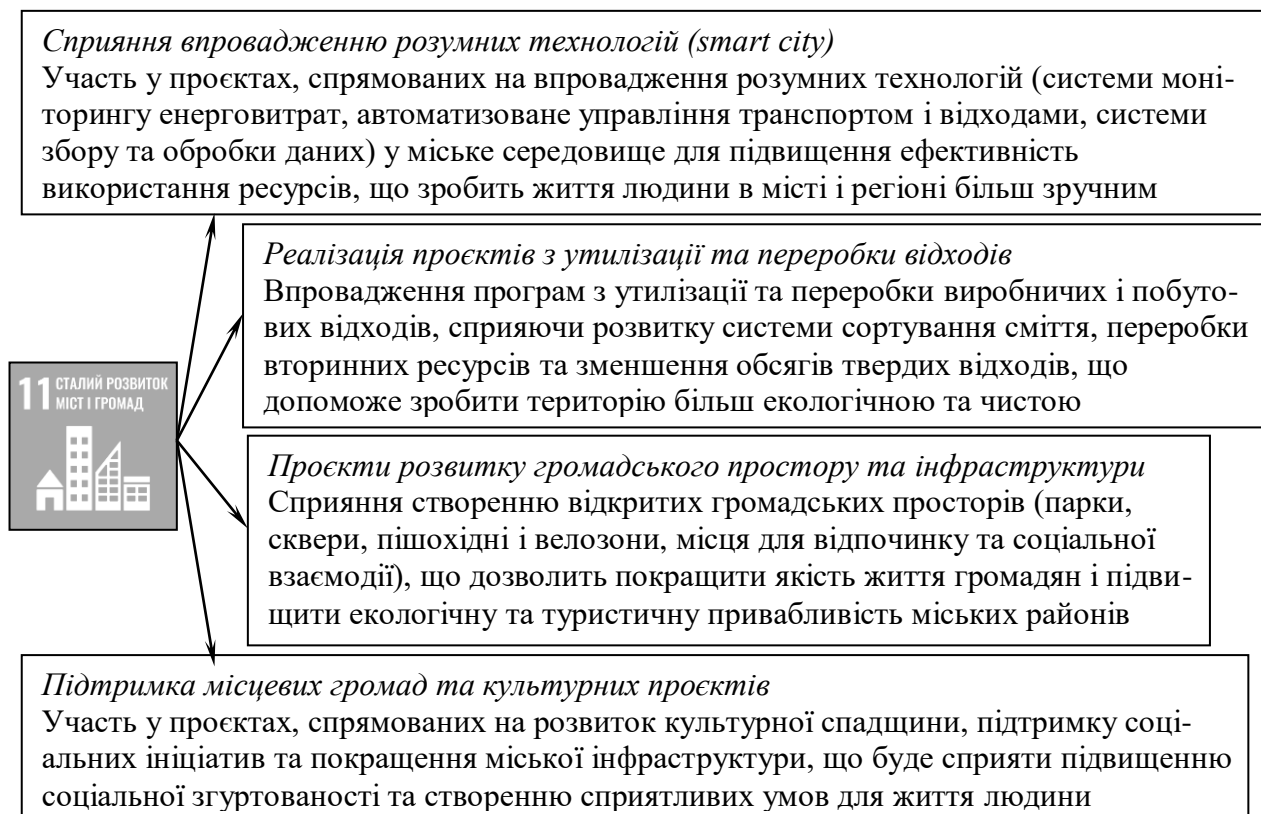 Сприяння впровадженню розумних технологій (smart city)
Участь у проєктах, спрямованих на впровадження розумних технологій (системи моні-
торингу енерговитрат, автоматизоване управління транспортом і відходами, системи
збору та обробки даних) у міське середовище для підвищення ефективність
використання ресурсів, що зробить життя людини в місті і регіоні більш зручним
Реалізація проєктів з утилізації та переробки відходів
Впровадження програм з утилізації та переробки виробничих і побуто-
вих відходів, сприяючи розвитку системи сортування сміття, переробки
вторинних ресурсів та зменшення обсягів твердих відходів, що
допоможе зробити територію більш екологічною та чистою
11 СТАЛИЙ РОЗВИТОК
МІСТ І ГРОМАД
Проєкти розвитку громадського простору та інфраструктури
Сприяння створенню відкритих громадських просторів (парки,
сквери, пішохідні і велозони, місця для відпочинку та соціальної
взаємодії), що дозволить покращити якість життя громадян і підви-
щити екологічну та туристичну привабливість міських районів
Підтримка місцевих громад та культурних проєктів
Участь у проєктах, спрямованих на розвиток культурної спадщини, підтримку соці-
альних ініціатив та покращення міської інфраструктури, що буде сприяти підвищенню
соціальної згуртованості та створенню сприятливих умов для життя людини